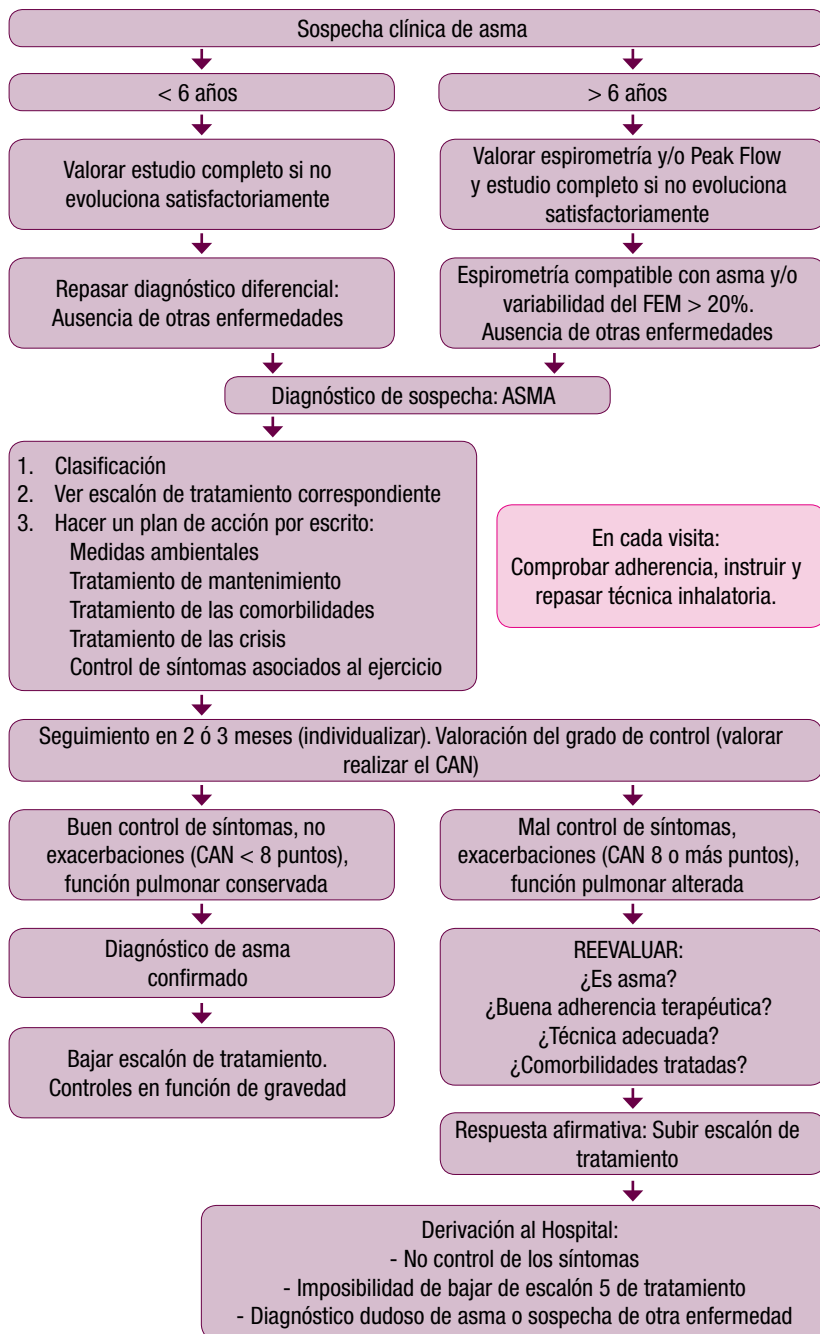 Sospecha clínica de asma
< 6 años
> 6 años
Valorar estudio completo si no
evoluciona satisfactoriamente
Valorar espirometría y/o Peak Flow
y estudio completo si no evoluciona
satisfactoriamente
Repasar diagnóstico diferencial:
Ausencia de otras enfermedades
Espirometría compatible con asma y/o
variabilidad del FEM > 20%.
Ausencia de otras enfermedades
Diagnóstico de sospecha: ASMA
1. Clasificación
2. Ver escalón de tratamiento correspondiente
3. Hacer un plan de acción por escrito:
Medidas ambientales
Tratamiento de mantenimiento
Tratamiento de las comorbilidades
Tratamiento de las crisis
Control de síntomas asociados al ejercicio
En cada visita:
Comprobar adherencia, instruir y
repasar técnica inhalatoria.
Seguimiento en 2 ó 3 meses (individualizar). Valoración del grado de control (valorar
realizar el CAN)
Buen control de síntomas, no
exacerbaciones (CAN < 8 puntos),
función pulmonar conservada
Mal control de síntomas,
exacerbaciones (CAN 8 o más puntos),
función pulmonar alterada
Diagnóstico de asma
confirmado
REEVALUAR:
¿Es asma?
¿Buena adherencia terapéutica?
¿Técnica adecuada?
¿Comorbilidades tratadas?
Bajar escalón de tratamiento.
Controles en función de gravedad
Respuesta afirmativa: Subir escalón de
tratamiento
Derivación al Hospital:
- No control de los síntomas
- Imposibilidad de bajar de escalón 5 de tratamiento
- Diagnóstico dudoso de asma o sospecha de otra enfermedad